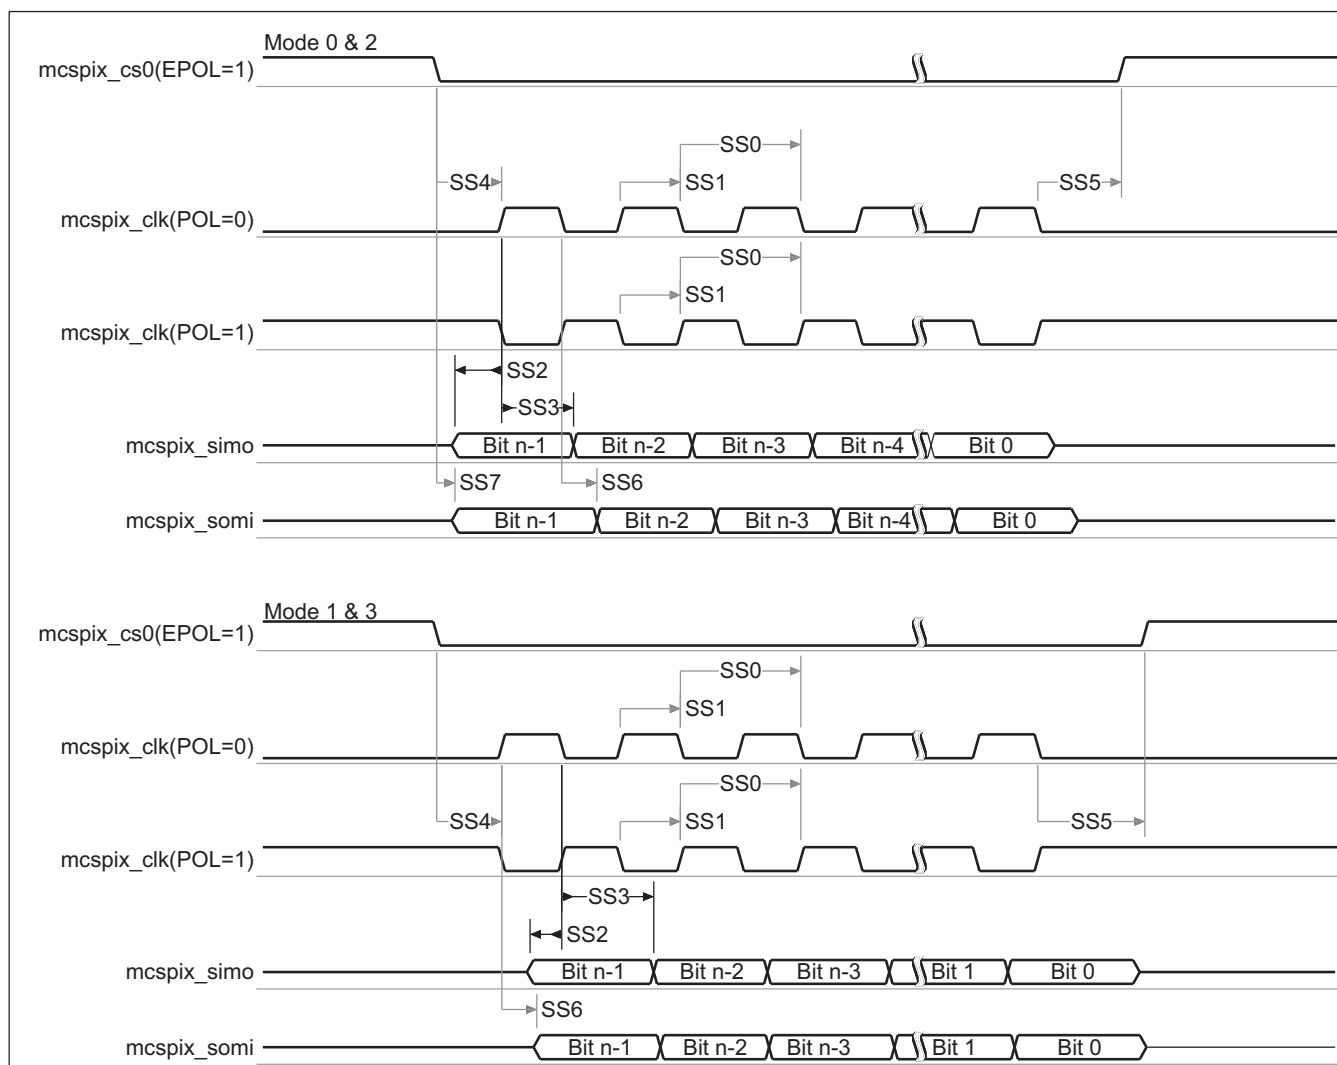 Mode 0 & 2
mcspix_cs0(EPOL=1)
SS0
SS4
SS1
SS5
mcspix_clk(POL=0)
SS0
SS1
mcspix_clk(POL=1)
SS2
SS3
mcspix_simo Bit n-1 Bit n-2 Bit n-3 Bit n-4 Bit 0
SS7 SS6
mcspix_somi Bit n-1 Bit n-2 Bit n-3 Bit n-4 Bit 0
Mode 1 & 3
mcspix_cs0(EPOL=1)
SS0
SS1
mcspix_clk(POL=0)
SS0
SS4 SS1 SS5
mcspix_clk(POL=1)
SS3
SS2
mcspix_simo Bit n-1 Bit n-2 Bit n-3 Bit 1 Bit 0
SS6
mcspix_somi Bit n-1 Bit n-2 Bit n-3 Bit 1 Bit 0